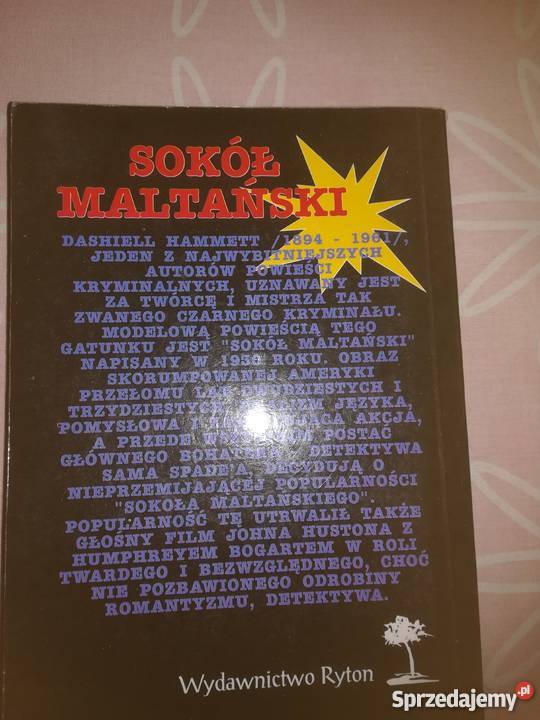 SOKÓŁ
MALTAŃSKI
DASHIELL HAMMETT /1894 - 1961/,
JEDEN Z NAJWYBITNIEJSZYCH
AUTORÓW POWIEŚCI
KRYMINALNYCH, UZNAWANY JEST
ZA TWÓRCĘ I MISTRZA TAK
ZWANEGO CZARNEGO KRYMINAŁU.
MODELOWĄ POWIEŚCIĄ TEGO
GATUNKU JEST "SOKÓŁ MALTAŃSKI"
NAPISANY W 1930 ROKU. OBRAZ
SKORUMPOWANEJ AMERYKI
PRZEŁOMU LAT DWUDZIESTYCH I
TRZYDZIESTYCH, JĘZYKA,
POMYSŁOWA I AKCJA,
A PRZEDE WSZYSTKIM POSTAĆ
GŁÓWNEGO BOHATERA, DETEKTYWA
SAMA SPADE'A, DECYDUJĄ O
NIEPRZEMIJAJĄCEJ POPULARNOŚCI
"SOKOŁA MALTAŃSKIEGO".
POPULARNOŚĆ TĘ UTRWALIŁ TAKŻE
GŁOŚNY FILM JOHNA HUSTONA Z
HUMPHREYEM BOGARTEM W ROLI
TWARDEGO I BEZWZGLĘDNEGO, CHOĆ
NIE POZBAWIONEGO ODROBINY
ROMANTYZMU, DETEKTYWA.
Wydawnictwo Ryton
Sprzedajemy.pl